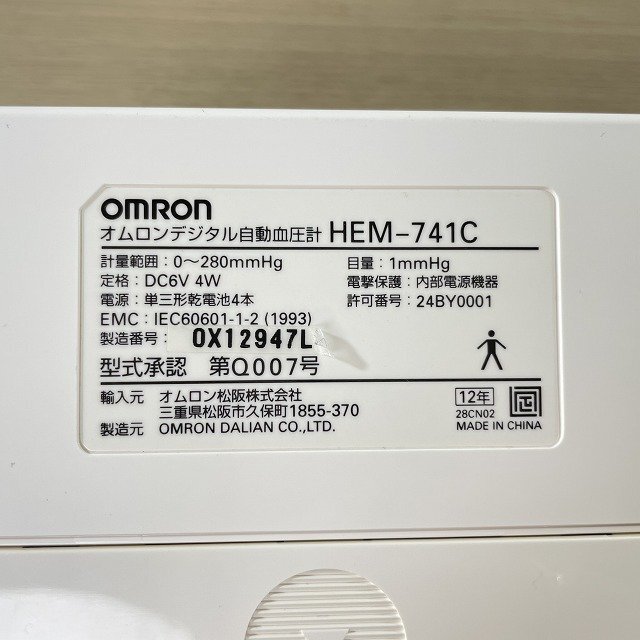 OMRON
オムロンデジタル自動血圧計 HEM-741C
計量範囲：0～280mmHg 目量：1mmHg
定格：DC6V 4W 電撃保護：内部電源機器
電源：単三形乾電池4本 許可番号：24BY0001
EMC：IEC60601-1-2 (1993)
製造番号： OX12947L
型式承認 第Q007号
輸入元 オムロン松阪株式会社 12年
三重県松阪市久保町1855-370 28CN02
製造元 OMRON DALIAN CO.,LTD. MADE IN CHINA